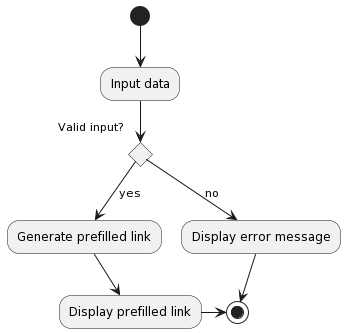 Input data
Valid input?
yes
no
Generate prefilled link
Display error message
Display prefilled link